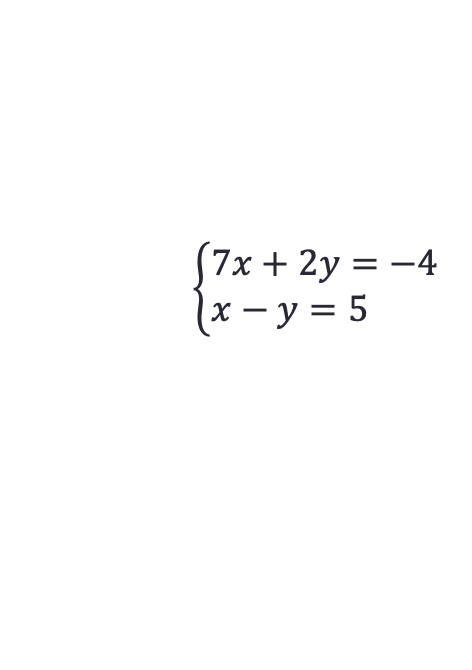 7x + 2y = −4
x − y = 5